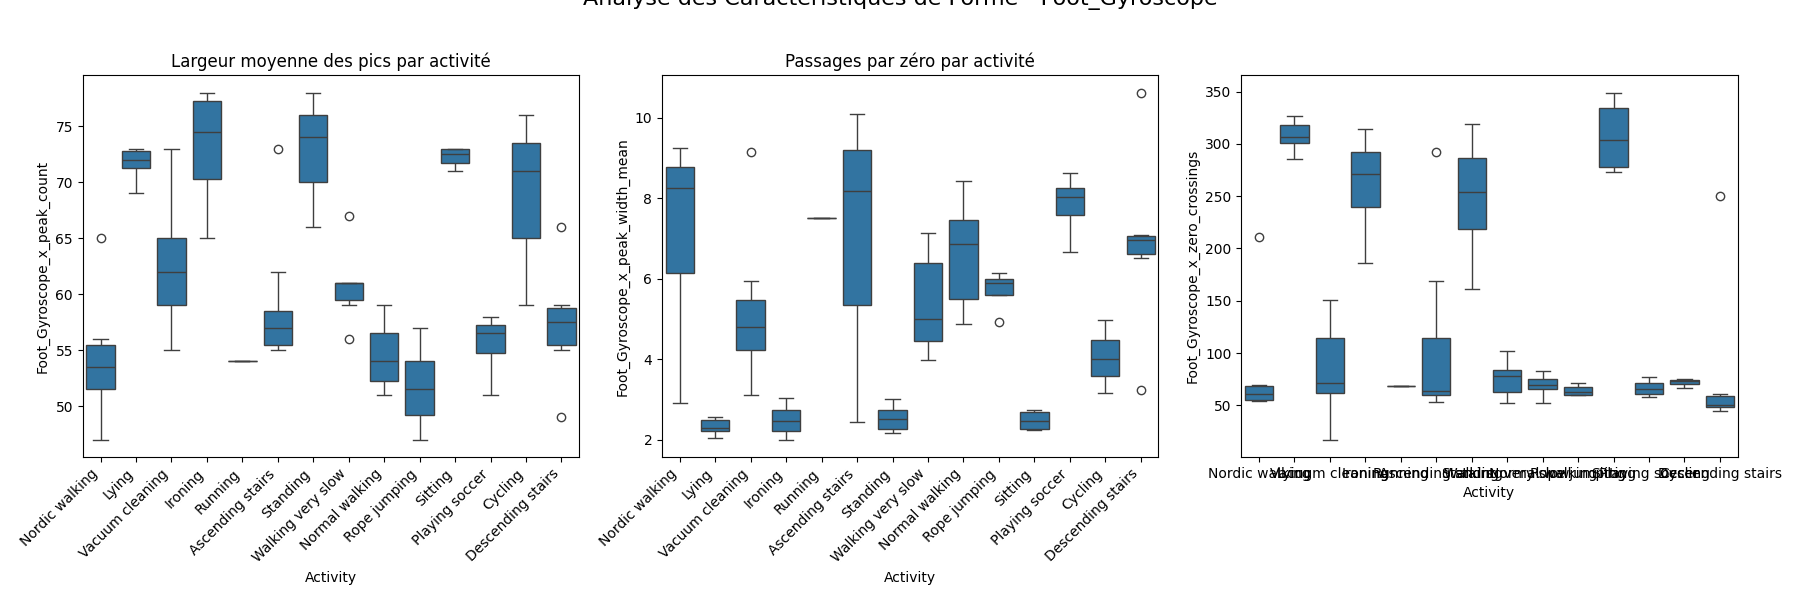 Analyse des Caractéristiques de Forme - Foot_Gyroscope
Largeur moyenne des pics par activité
Foot_Gyroscope_x_peak_count
75
70
65
60
55
50
Nordic walking
Lying
Vacuum cleaning
Ironing
Running
Ascending stairs
Standing
Walking very slow
Normal walking
Rope jumping
Sitting
Playing soccer
Cycling
Descending stairs
Activity
Passages par zéro par activité
Foot_Gyroscope_x_peak_width_mean
10
8
6
4
2
Nordic walking
Lying
Vacuum cleaning
Ironing
Running
Ascending stairs
Standing
Walking very slow
Normal walking
Rope jumping
Sitting
Playing soccer
Cycling
Descending stairs
Activity
Foot_Gyroscope_x_zero_crossings
350
300
250
200
150
100
50
Nordic walking
Descending stairs
Activity